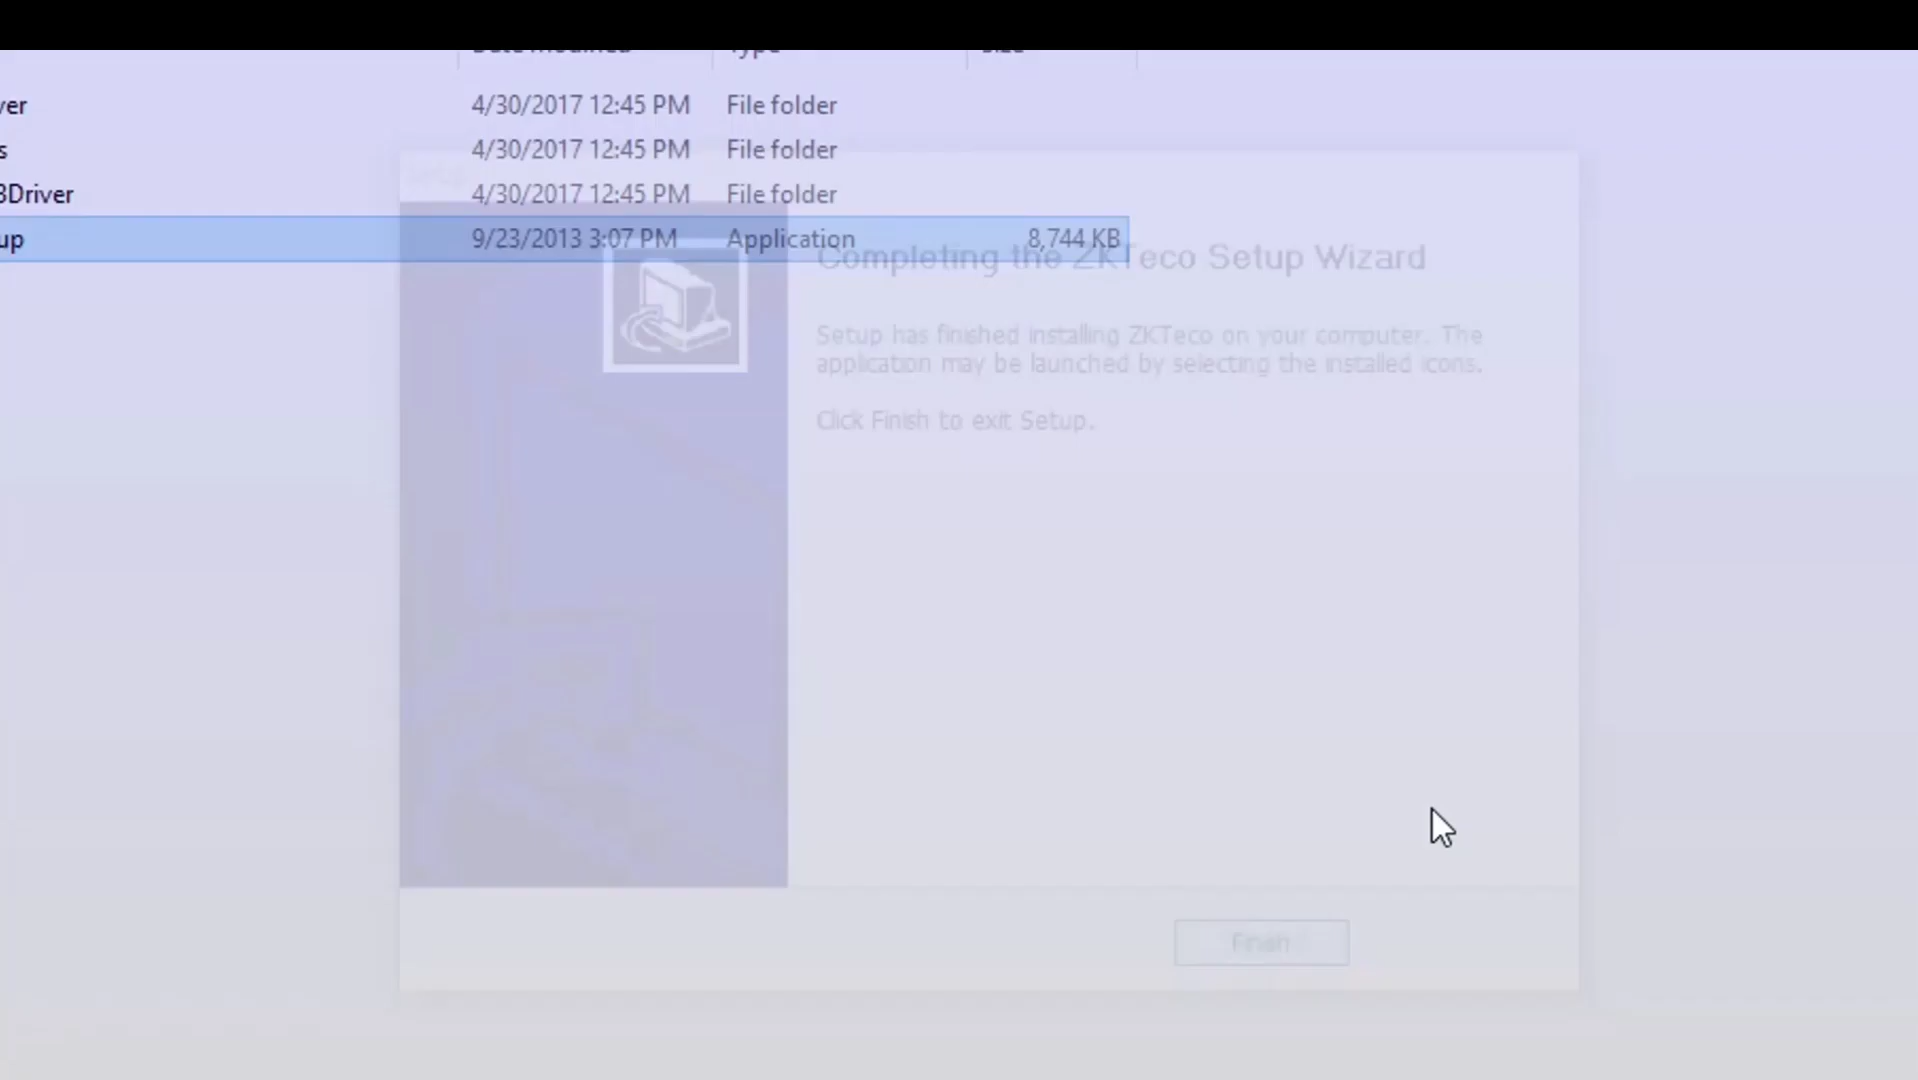 Date modified Type Size
ver 4/30/2017 12:45 PM File folder
s 4/30/2017 12:45 PM File folder
3Driver 4/30/2017 12:45 PM File folder
up 9/23/2013 3:07 PM Application 8,744 KB
Setup
Completing the ZKTeco Setup Wizard
Setup has finished installing ZKTeco on your computer. The
application may be launched by selecting the installed icons.
Click Finish to exit Setup.
Finish